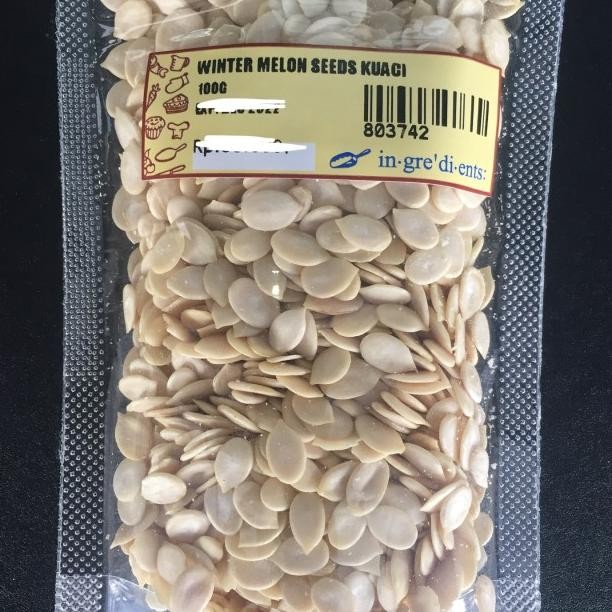 WINTER MELON SEEDS KUACI
100G
803742
in·gre'di·ents: